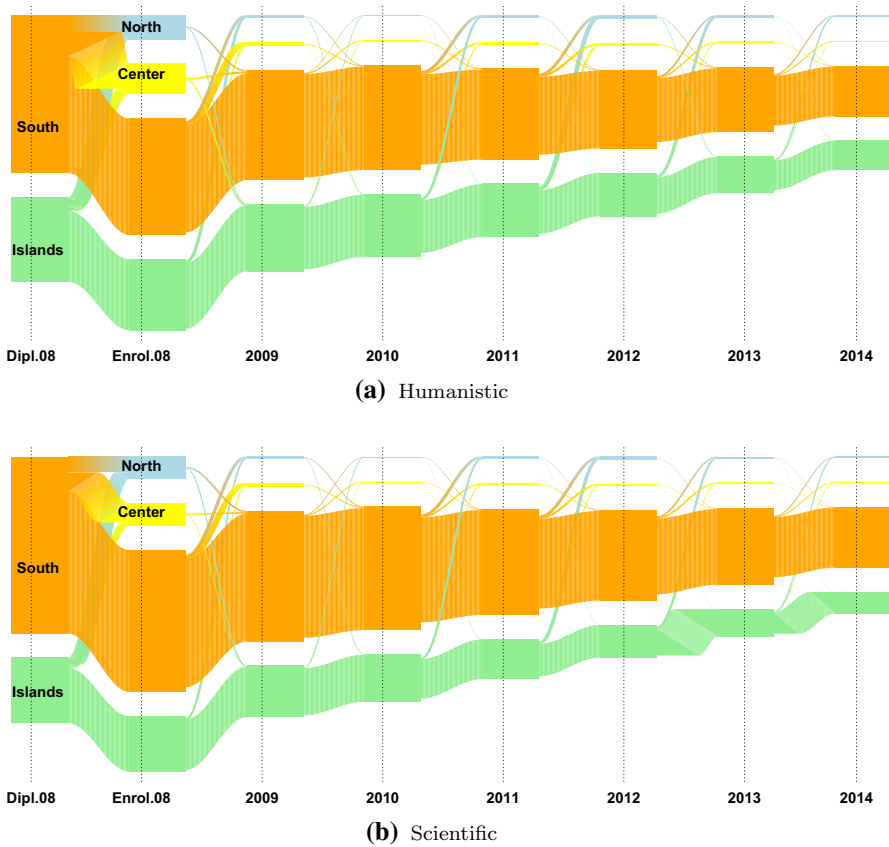 North
Center
South
Islands
Dipl.08 Enrol.08 2009 2010 2011 2012 2013 2014
(a) Humanistic
North
Center
South
Islands
Dipl.08 Enrol.08 2009 2010 2011 2012 2013 2014
(b) Scientific